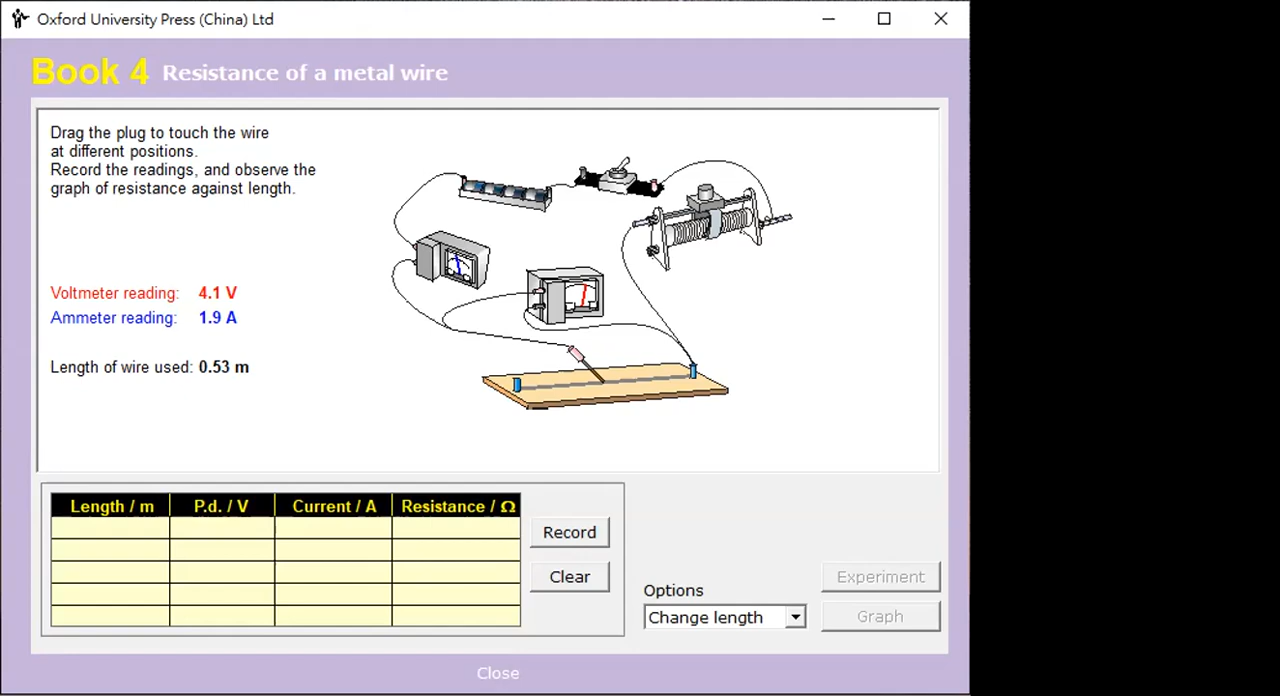 Oxford University Press (China) Ltd
Book 4 Resistance of a metal wire
Drag the plug to touch the wire
at different positions.
Record the readings, and observe the
graph of resistance against length.
Voltmeter reading: 4.1 V
Ammeter reading: 1.9 A
Length of wire used: 0.53 m
Length / m P.d. / V Current / A Resistance / Ω
Record
Clear
Options
Change length
Experiment
Graph
Close